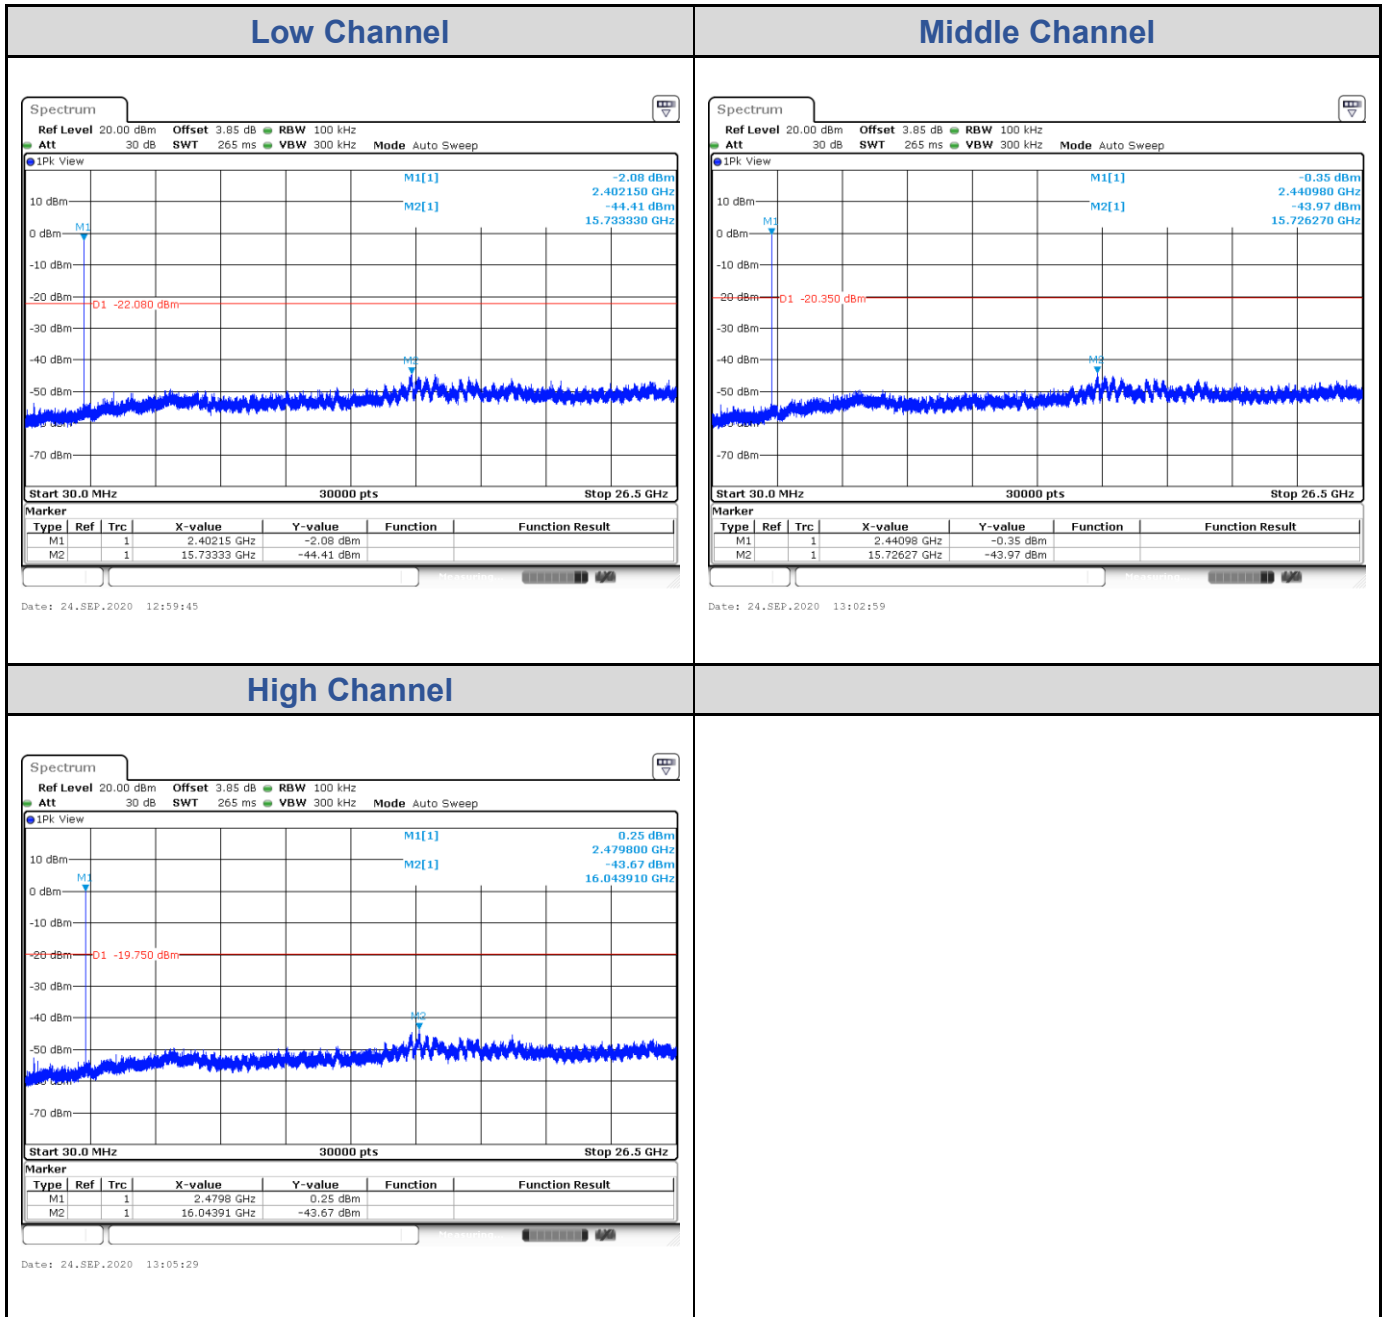 Low Channel
Middle Channel
Spectrum
Ref Level 20.00 dBm Offset 3.85 dB RBW 100 kHz
Att 30 dB SWT 265 ms VBW 300 kHz Mode Auto Sweep
1Pk View
M1[1] -2.08 dBm
2.402150 GHz
M2[1] -44.41 dBm
15.733330 GHz
10 dBm
M1
0 dBm
-10 dBm
-20 dBm
D1 -22.080 dBm
-30 dBm
-40 dBm
M2
-50 dBm
-70 dBm
Start 30.0 MHz 30000 pts Stop 26.5 GHz
Marker
Type Ref Trc X-value Y-value Function Function Result
M1 1 2.40215 GHz -2.08 dBm
M2 1 15.73333 GHz -44.41 dBm
Measuring...
Date: 24.SEP.2020 12:59:45
Spectrum
Ref Level 20.00 dBm Offset 3.85 dB RBW 100 kHz
Att 30 dB SWT 265 ms VBW 300 kHz Mode Auto Sweep
1Pk View
M1[1] -0.35 dBm
2.440980 GHz
M2[1] -43.97 dBm
15.726270 GHz
10 dBm
M1
0 dBm
-10 dBm
-20 dBm
D1 -20.350 dBm
-30 dBm
-40 dBm
M2
-50 dBm
-70 dBm
Start 30.0 MHz 30000 pts Stop 26.5 GHz
Marker
Type Ref Trc X-value Y-value Function Function Result
M1 1 2.44098 GHz -0.35 dBm
M2 1 15.72627 GHz -43.97 dBm
Measuring...
Date: 24.SEP.2020 13:02:59
High Channel
Spectrum
Ref Level 20.00 dBm Offset 3.85 dB RBW 100 kHz
Att 30 dB SWT 265 ms VBW 300 kHz Mode Auto Sweep
1Pk View
M1[1] 0.25 dBm
2.479800 GHz
M2[1] -43.67 dBm
16.043910 GHz
10 dBm
M1
0 dBm
-10 dBm
-20 dBm
D1 -19.750 dBm
-30 dBm
-40 dBm
M2
-50 dBm
-70 dBm
Start 30.0 MHz 30000 pts Stop 26.5 GHz
Marker
Type Ref Trc X-value Y-value Function Function Result
M1 1 2.4798 GHz 0.25 dBm
M2 1 16.04391 GHz -43.67 dBm
Measuring...
Date: 24.SEP.2020 13:05:29